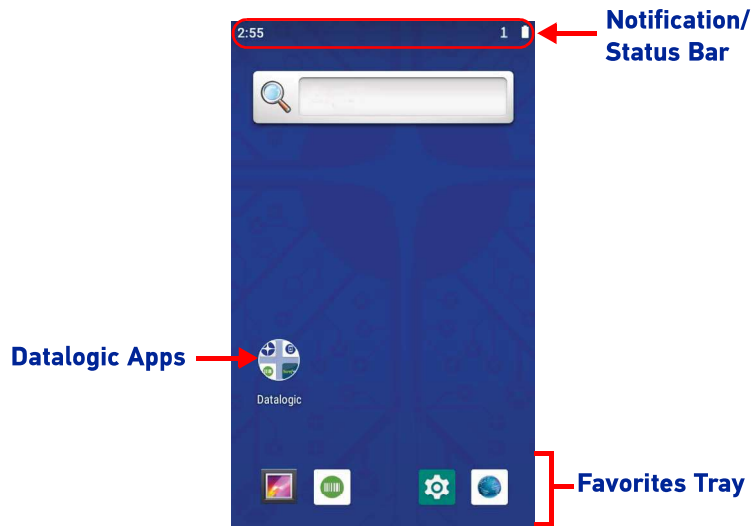 2:55
1
Notification/
Status Bar
Datalogic Apps
Datalogic
Favorites Tray